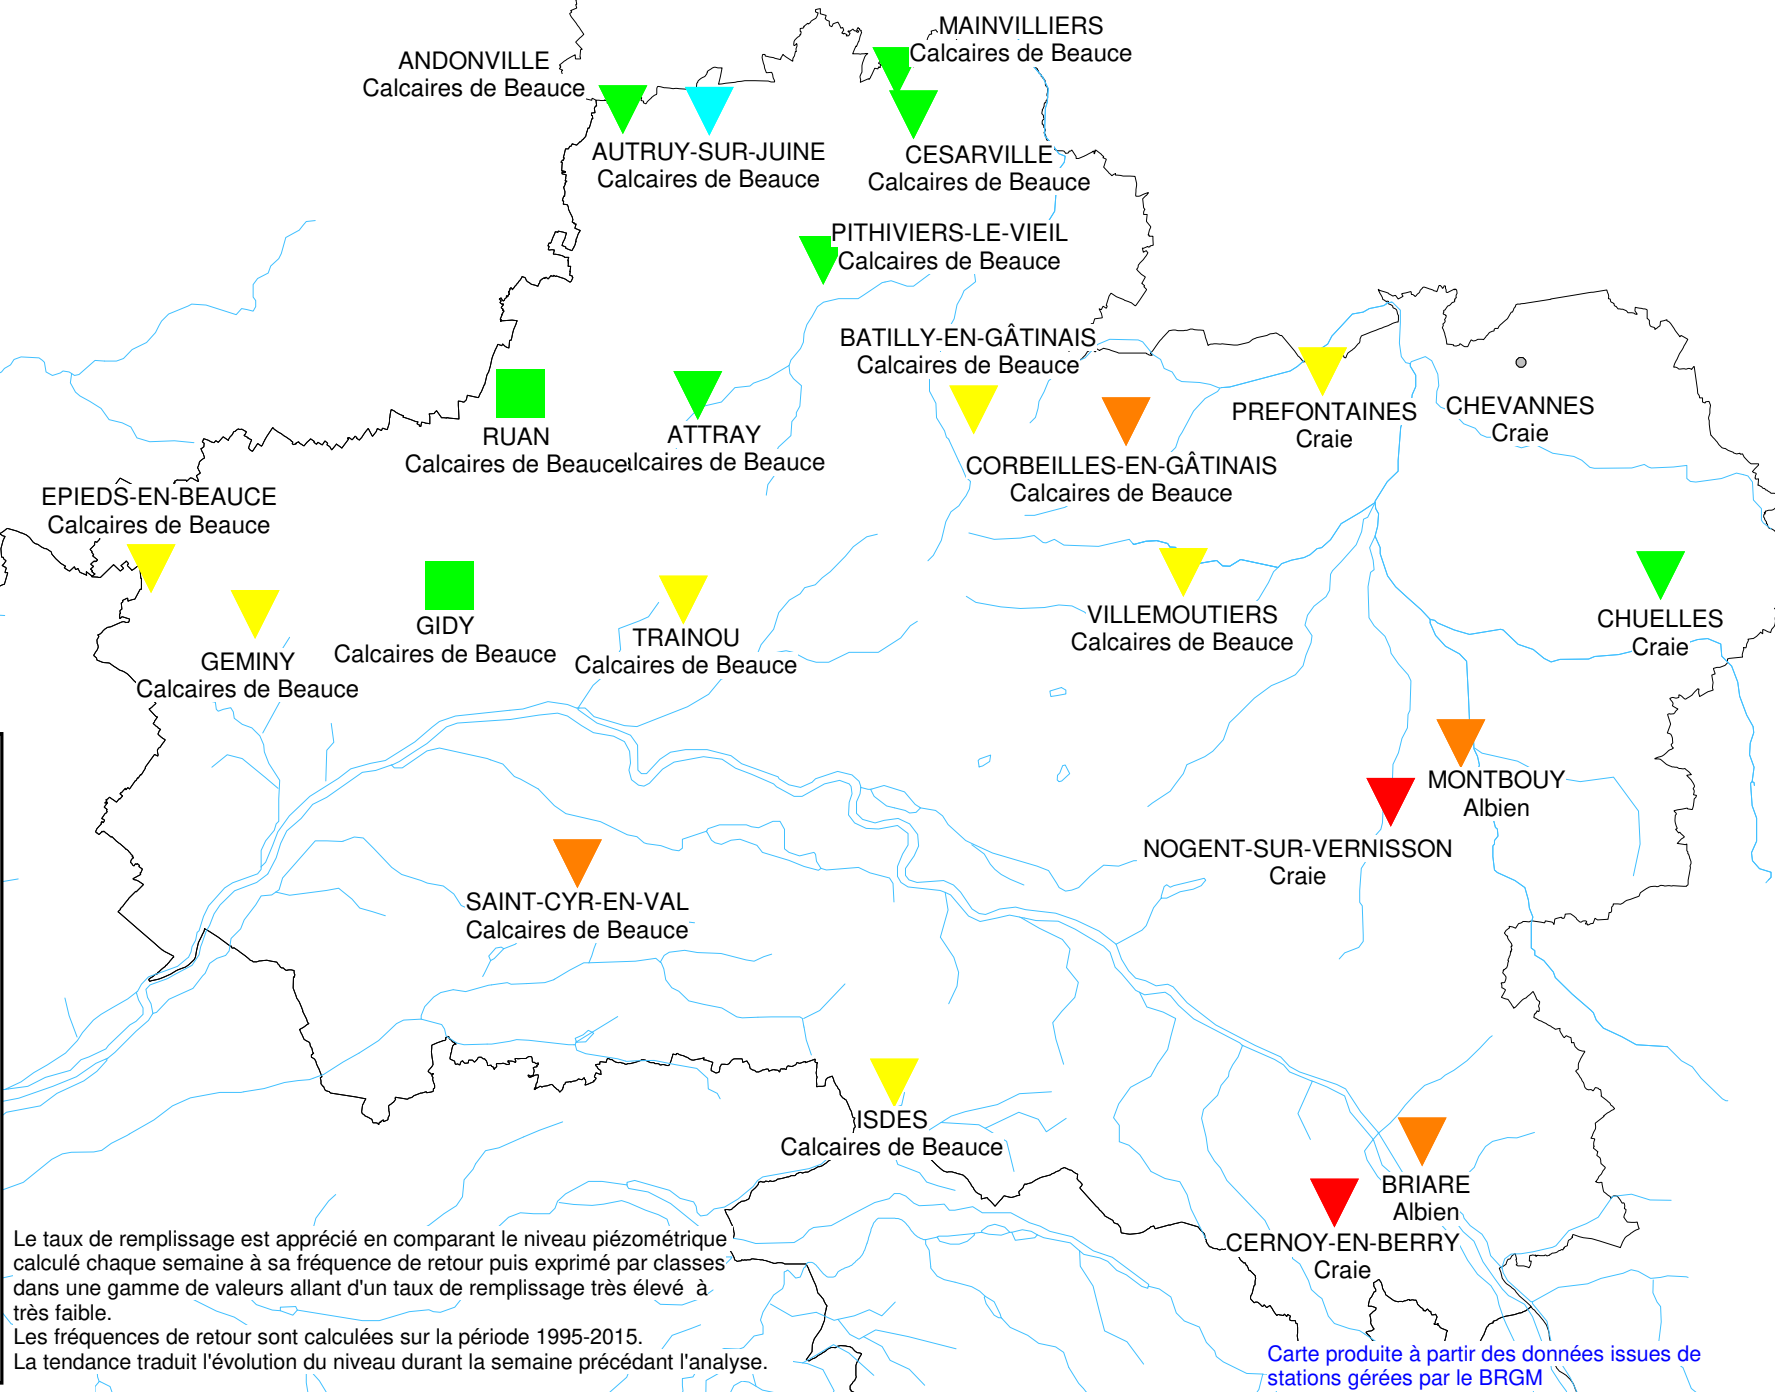 MAINVILLIERS
Calcaires de Beauce
ANDONVILLE
Calcaires de Beauce
AUTRUY-SUR-JUINE
Calcaires de Beauce
CESARVILLE
Calcaires de Beauce
PITHIVIERS-LE-VIEIL
Calcaires de Beauce
BATILLY-EN-GÂTINAIS
Calcaires de Beauce
PREFONTAINES
Craie
CHEVANNES
Craie
RUAN
Calcaires de Beauce
ATTRAY
alcaires de Beauce
CORBEILLES-EN-GÂTINAIS
Calcaires de Beauce
EPIEDS-EN-BEAUCE
Calcaires de Beauce
VILLEMOUTIERS
Calcaires de Beauce
CHUELLES
Craie
GIDY
Calcaires de Beauce
TRAINOU
Calcaires de Beauce
GEMINY
Calcaires de Beauce
MONTBOUY
Albien
NOGENT-SUR-VERNISSON
Craie
SAINT-CYR-EN-VAL
Calcaires de Beauce
ISDES
Calcaires de Beauce
BRIARE
Albien
CERNOY-EN-BERRY
Craie
Le taux de remplissage est apprécié en comparant le niveau piézométrique
calculé chaque semaine à sa fréquence de retour puis exprimé par classes
dans une gamme de valeurs allant d'un taux de remplissage très élevé à
très faible.
Les fréquences de retour sont calculées sur la période 1995-2015.
La tendance traduit l'évolution du niveau durant la semaine précédant l'analyse.
Carte produite à partir des données issues de
stations gérées par le BRGM